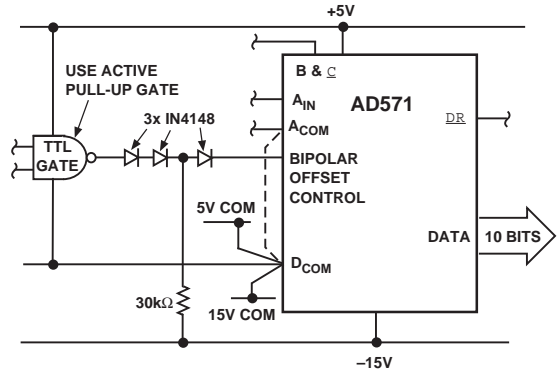 +5V
USE ACTIVE
PULL-UP GATE
B & C
3x IN4148
AIN
AD571
ACOM
DR
TTL
GATE
BIPOLAR
OFFSET
CONTROL
5V COM
DATA
10 BITS
DCOM
30kΩ
15V COM
–15V